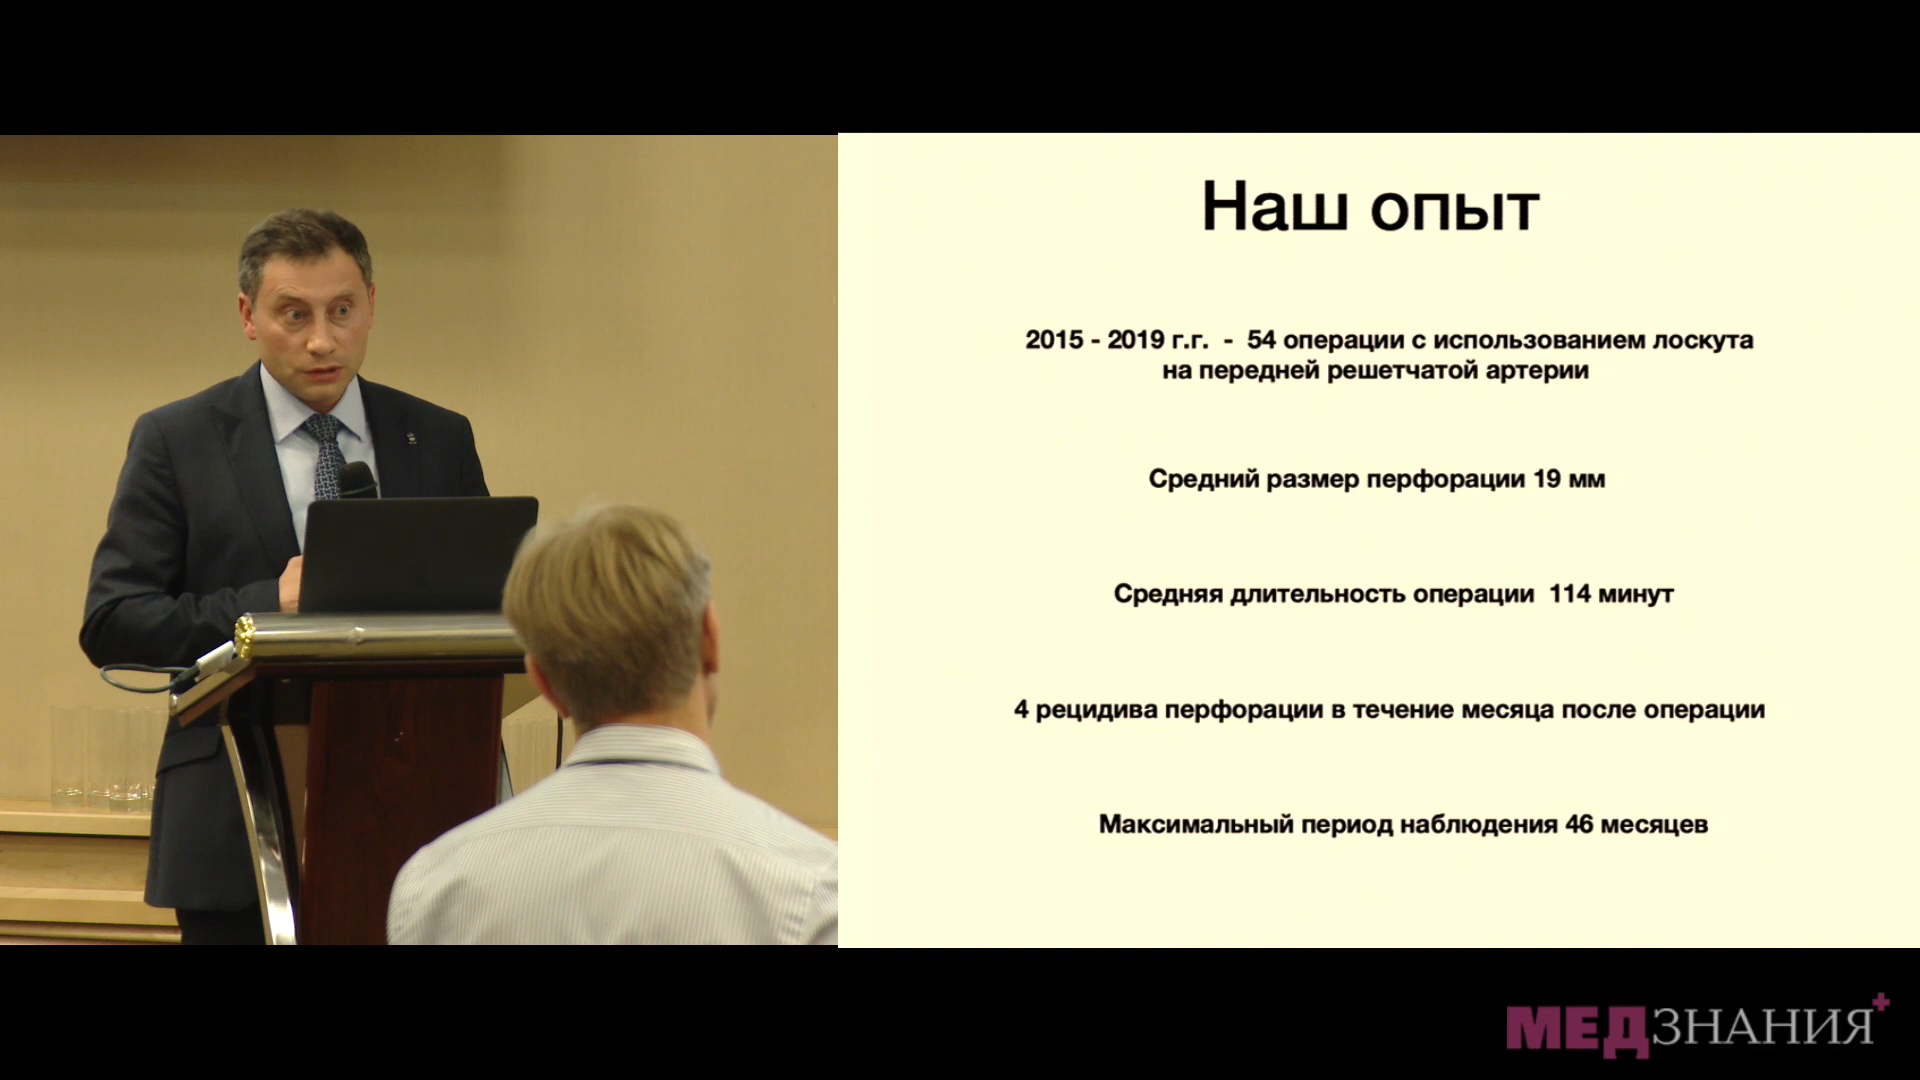 Наш опыт
2015 - 2019 г.г. - 54 операции с использованием лоскута
на передней решетчатой артерии
Средний размер перфорации 19 мм
Средняя длительность операции 114 минут
4 рецидива перфорации в течение месяца после операции
Максимальный период наблюдения 46 месяцев
МЕДЗНАНИЯ+